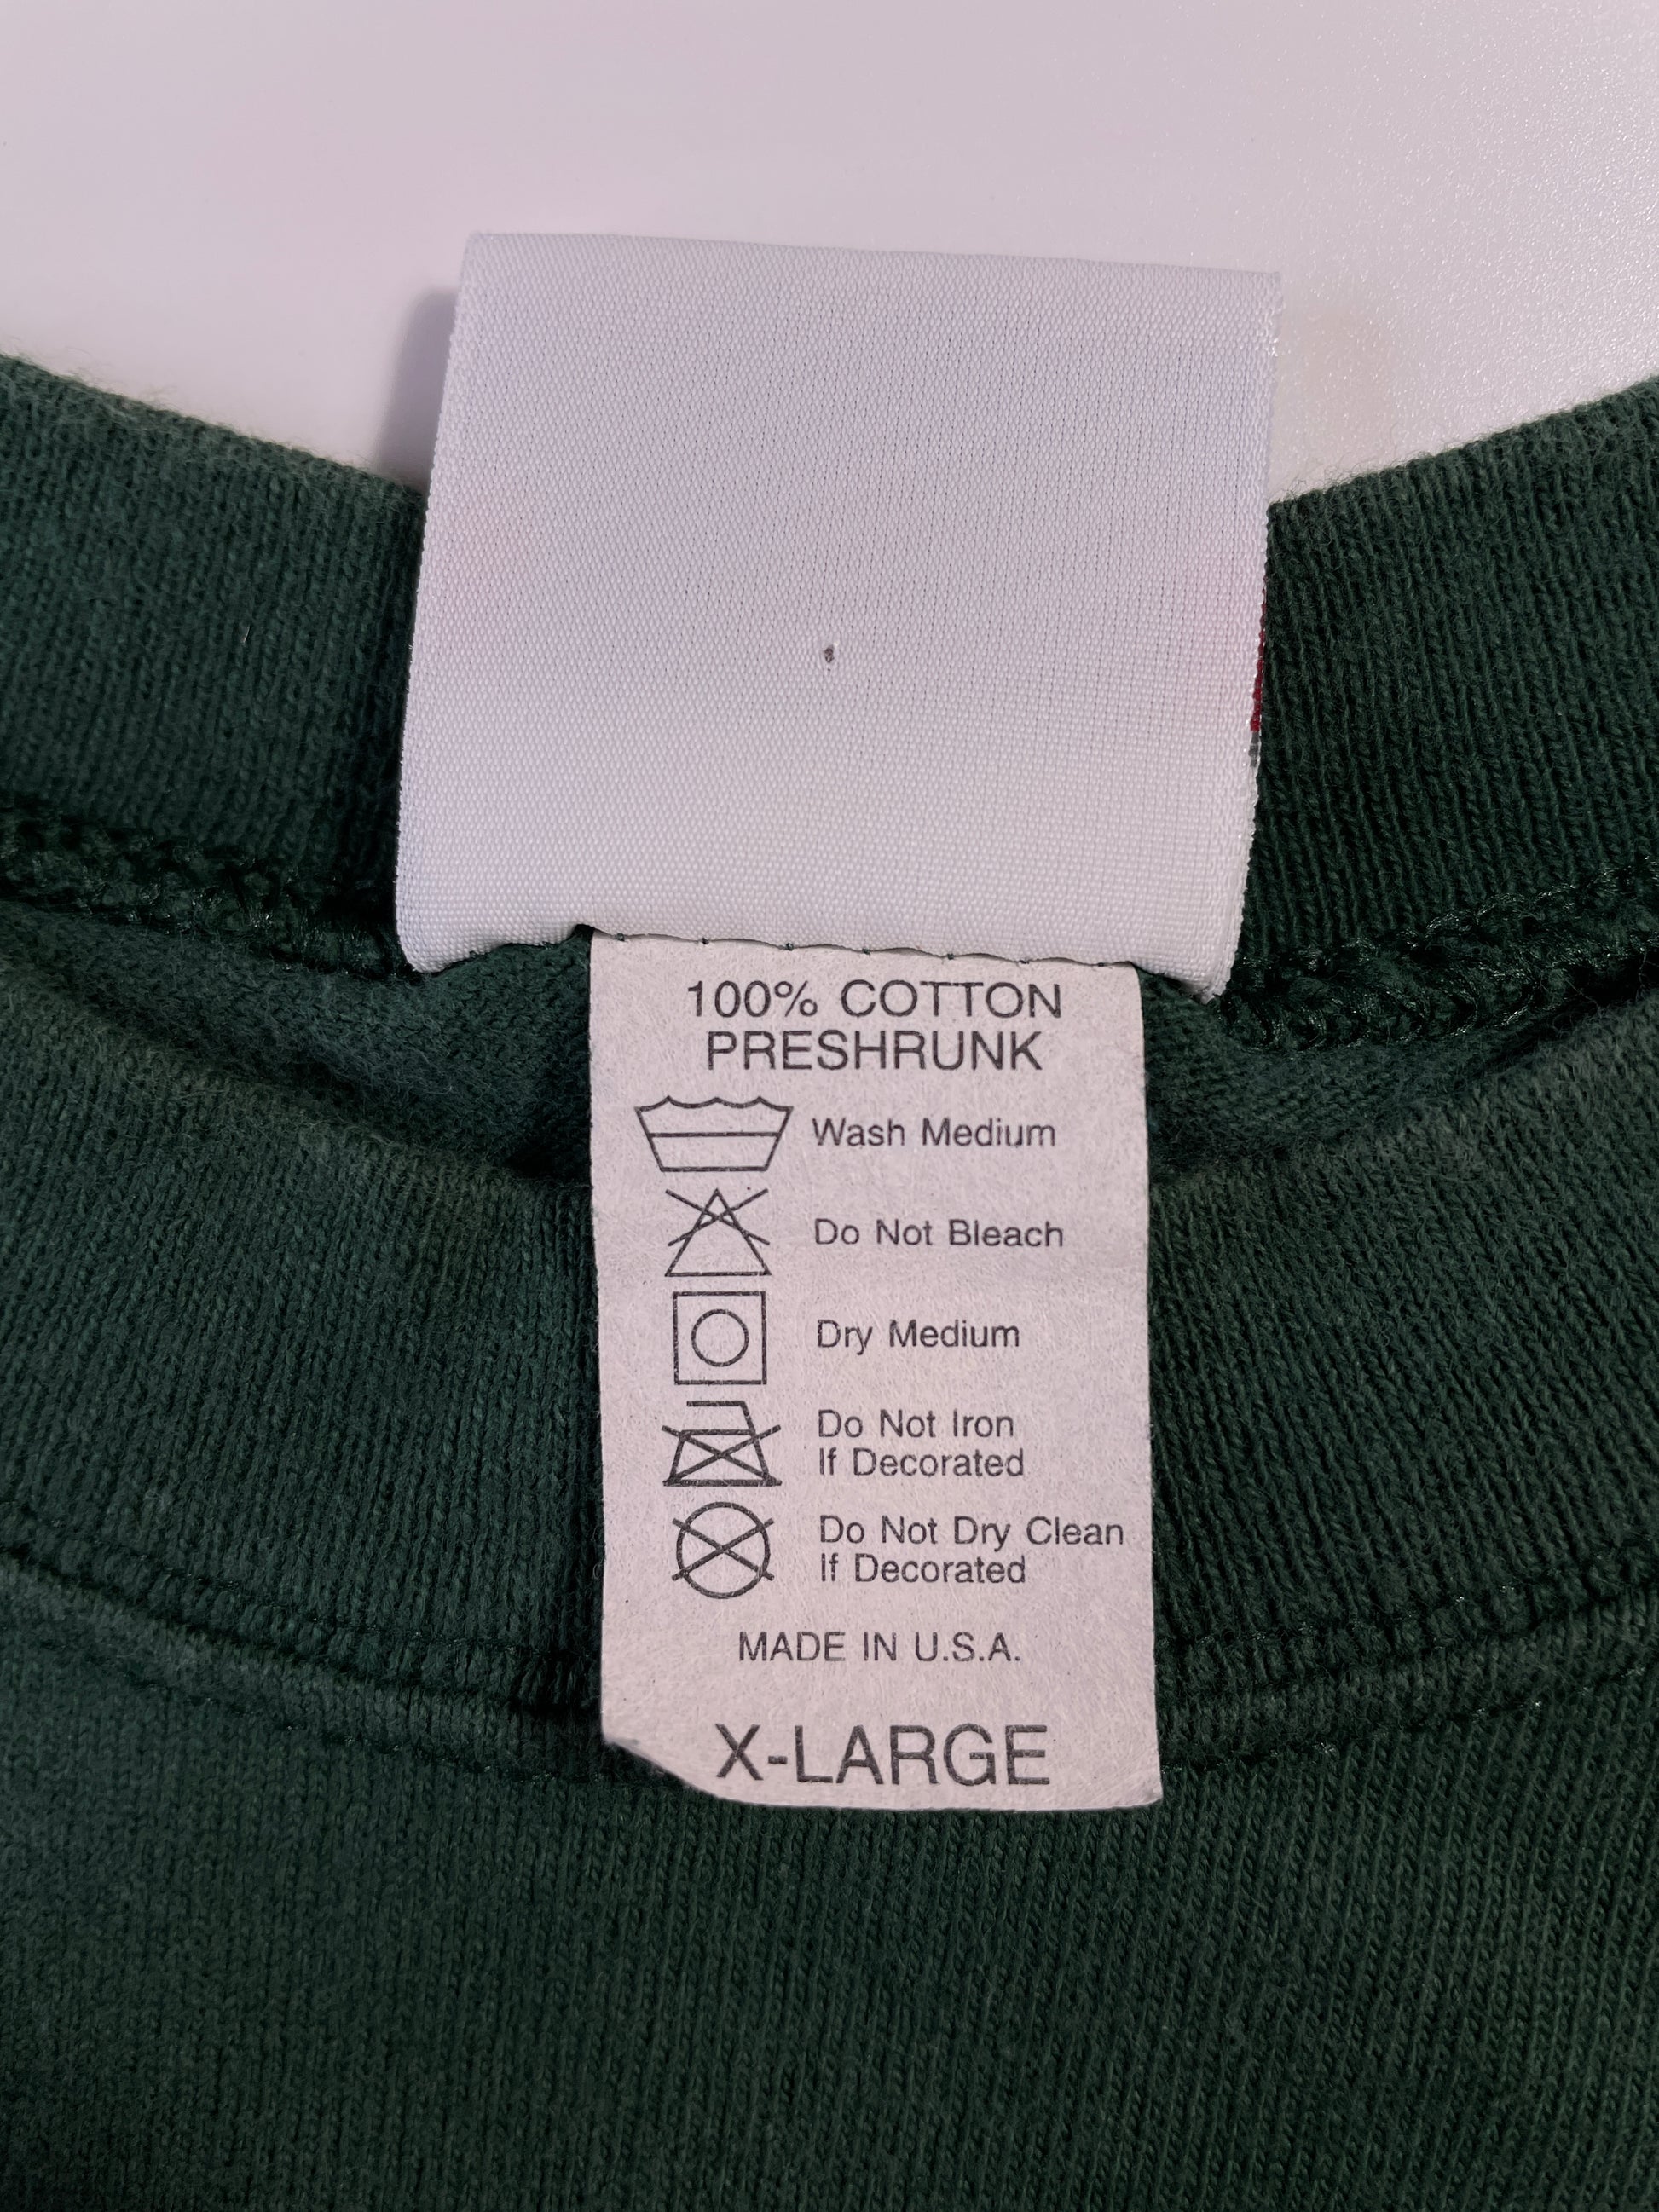 100% COTTON
PRESHRUNK
Wash Medium
Do Not Bleach
Dry Medium
Do Not Iron
If Decorated
Do Not Dry Clean
If Decorated
MADE IN U.S.A.
X-LARGE